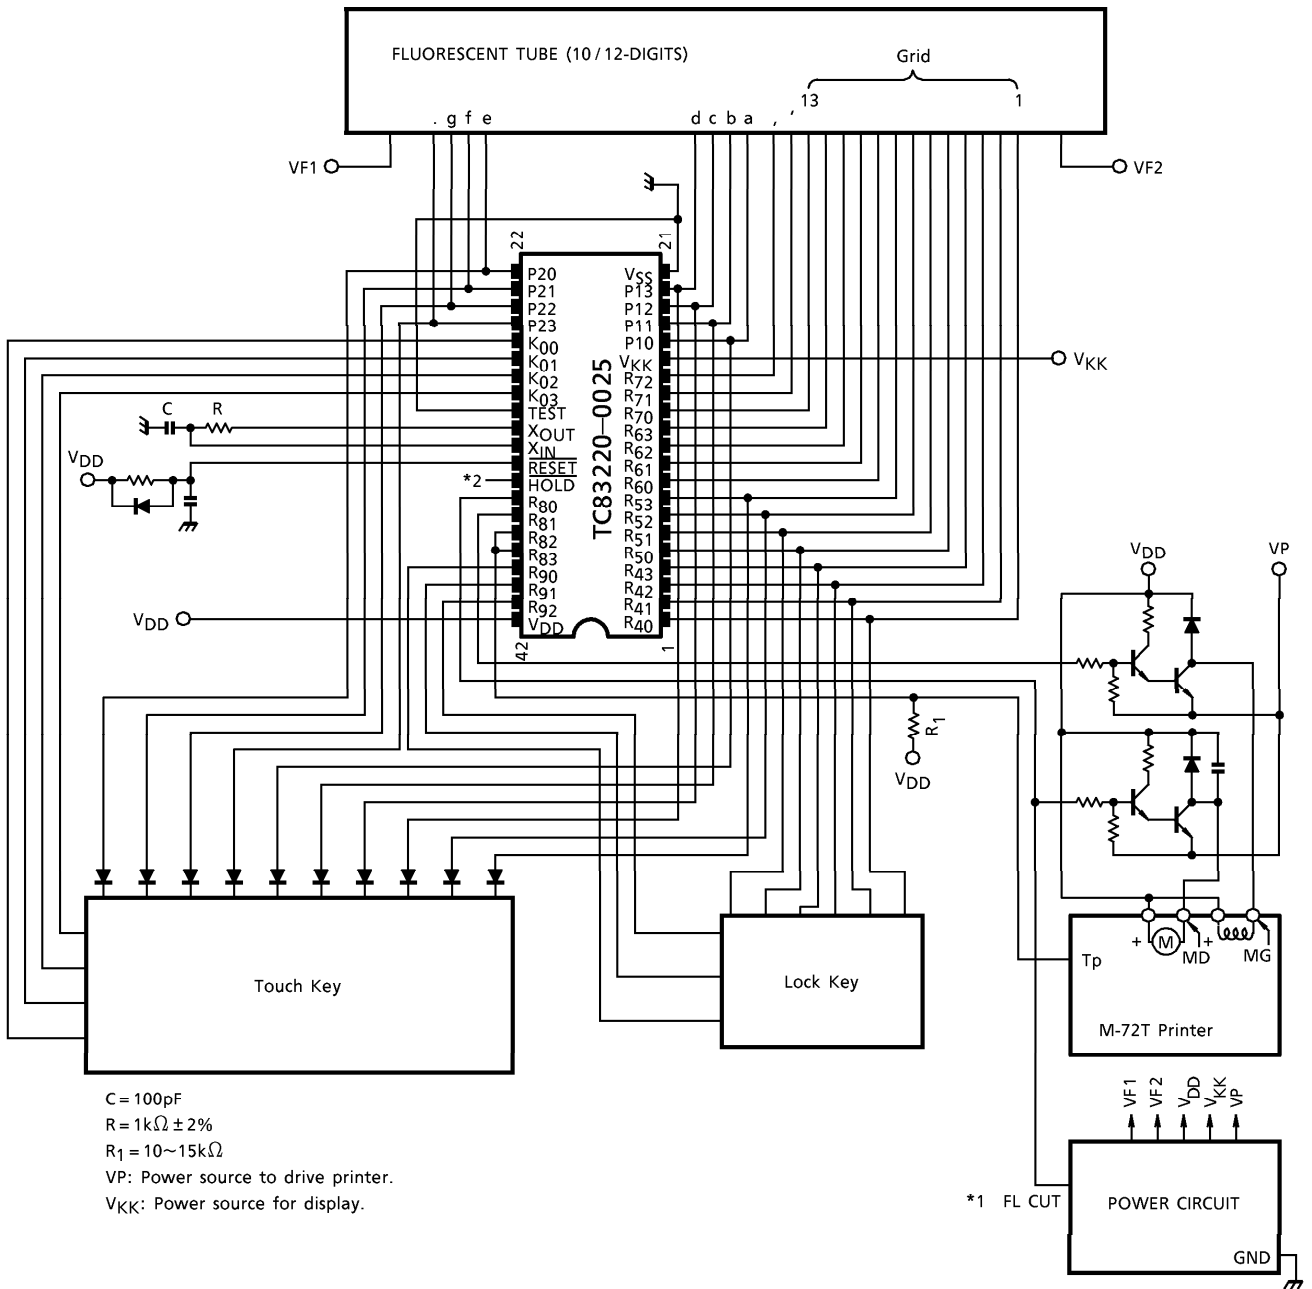 FLUORESCENT TUBE (10/12-DIGITS)
Grid
13 1
. g f e d c b a , ′
VF1 VF2
22 21
P20 VSS
P21 P13
P22 P12
P23 P11
K00 P10
K01 VKK
K02 R72
K03 R71
TEST R70
XOUT R63
XIN R62
RESET R61
HOLD R60
R80 R53
R81 R52
R82 R51
R83 R50
R90 R43
R91 R42
R92 R41
VDD R40
42 1
TC83220-0025
VKK
C R
VDD
*2
VDD
VDD VP
R1
VDD
Touch Key
Lock Key
+ M MD + MG
Tp
M-72T Printer
C=100pF
R=1kΩ±2%
R1=10~15kΩ
VP: Power source to drive printer.
VKK: Power source for display.
VF1 VF2 VDD VKK VP
*1 FL CUT
POWER CIRCUIT
GND